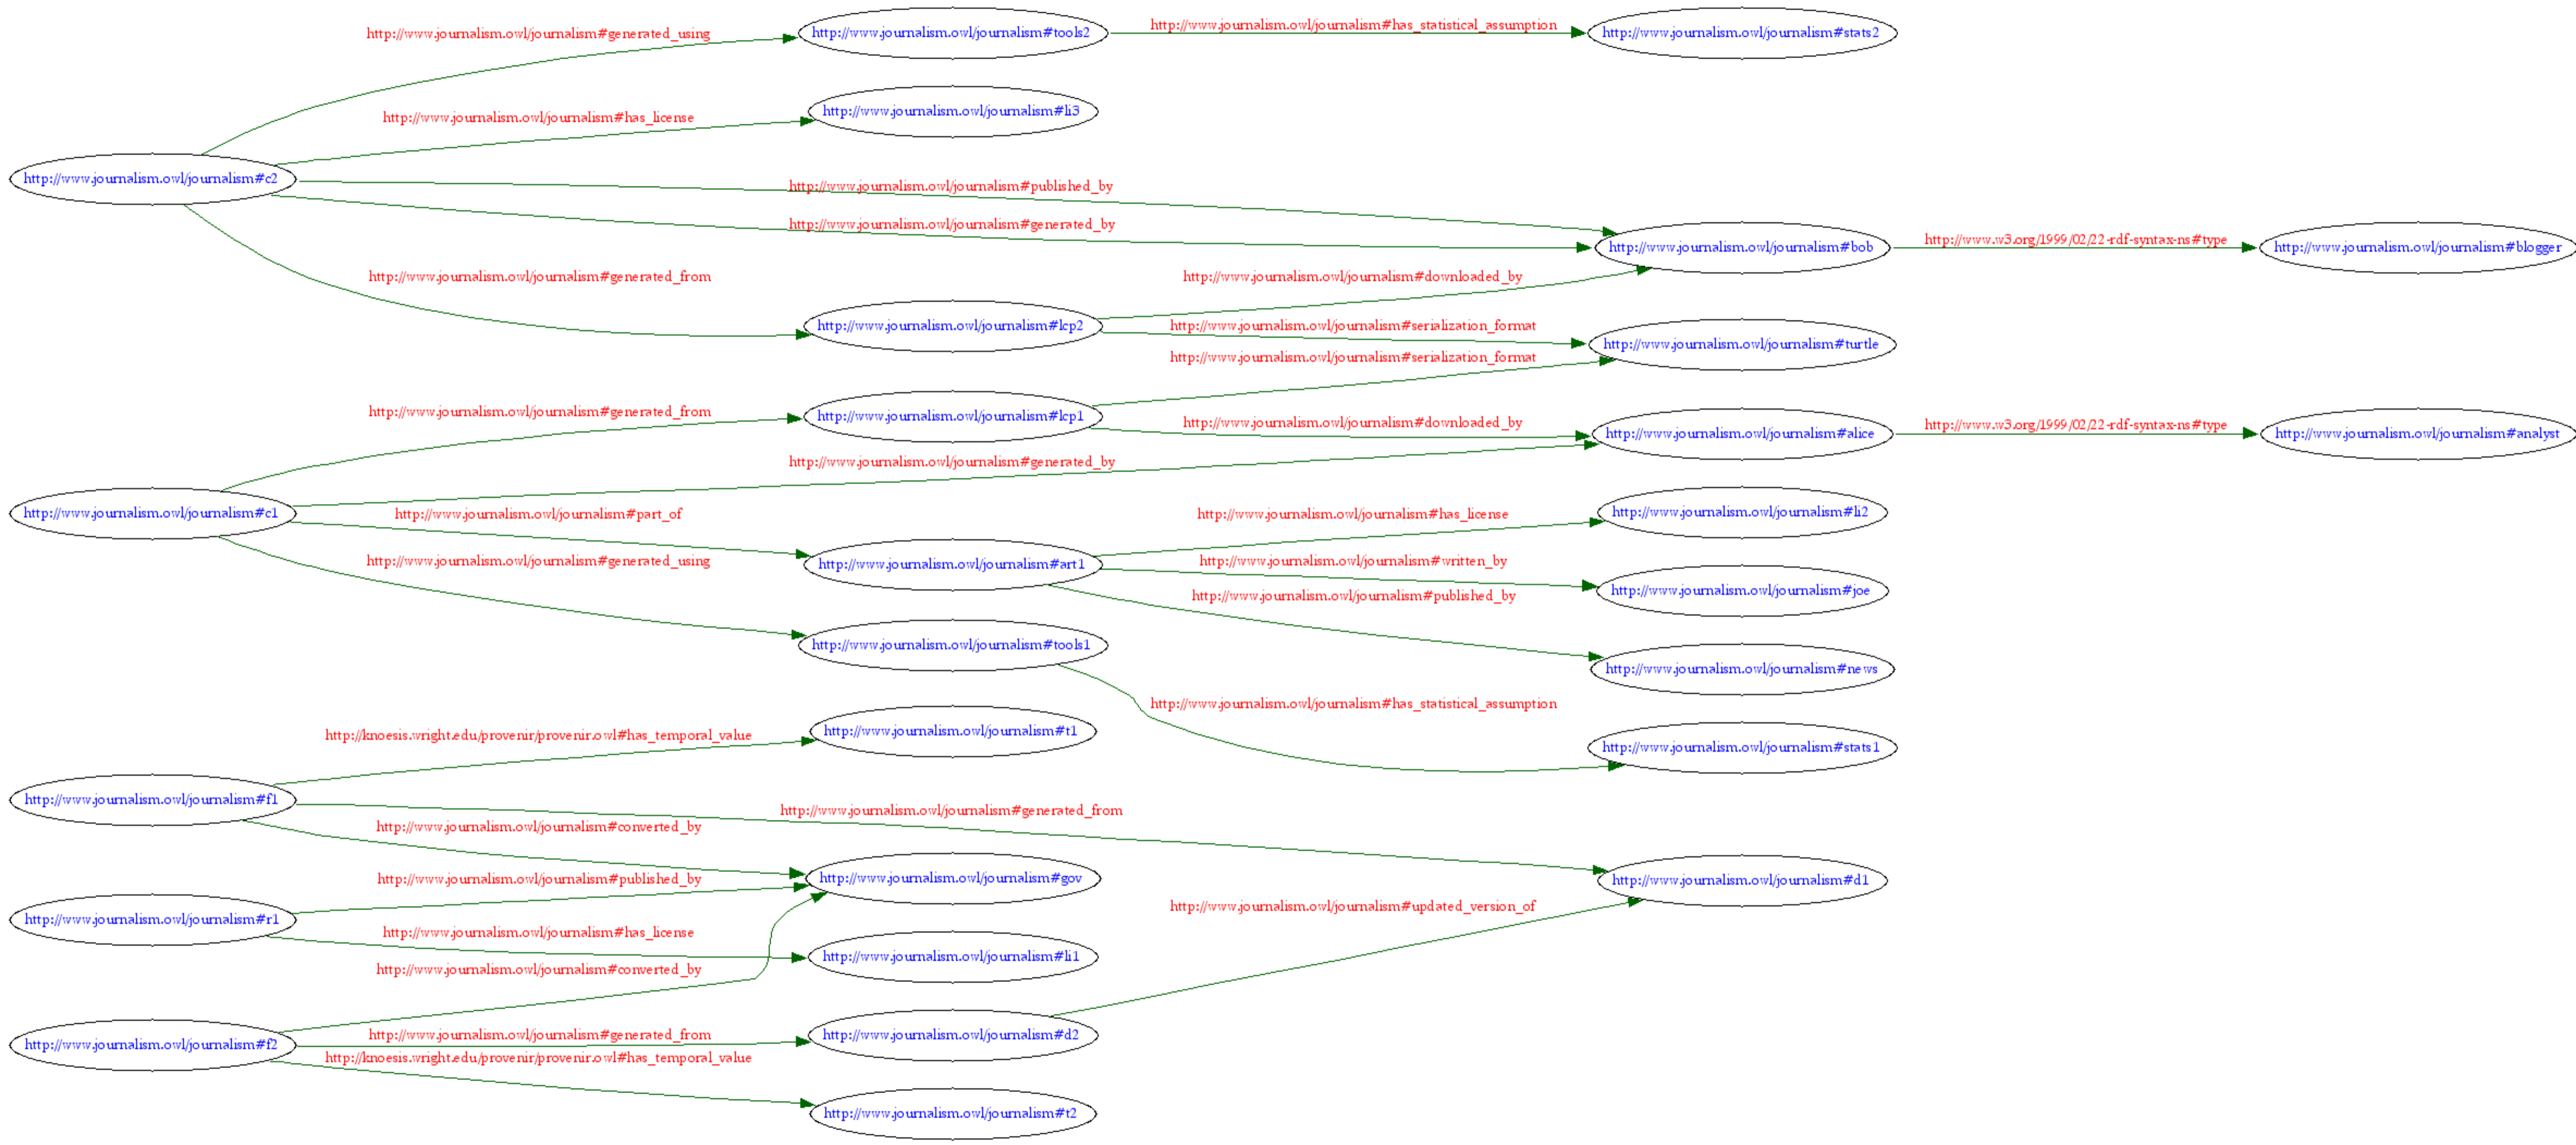 http://www.journalism.owl/journalism#generated_using
http://www.journalism.owl/journalism#tools2
http://www.journalism.owl/journalism#has_statistical_assumption
http://www.journalism.owl/journalism#stats2
http://www.journalism.owl/journalism#has_license
http://www.journalism.owl/journalism#li3
http://www.journalism.owl/journalism#c2
http://www.journalism.owl/journalism#published_by
http://www.journalism.owl/journalism#generated_by
http://www.journalism.owl/journalism#bob
http://www.w3.org/1999/02/22-rdf-syntax-ns#type
http://www.journalism.owl/journalism#blogger
http://www.journalism.owl/journalism#generated_from
http://www.journalism.owl/journalism#downloaded_by
http://www.journalism.owl/journalism#lcp2
http://www.journalism.owl/journalism#serialization_format
http://www.journalism.owl/journalism#turtle
http://www.journalism.owl/journalism#serialization_format
http://www.journalism.owl/journalism#generated_from
http://www.journalism.owl/journalism#lcp1
http://www.journalism.owl/journalism#downloaded_by
http://www.journalism.owl/journalism#alice
http://www.w3.org/1999/02/22-rdf-syntax-ns#type
http://www.journalism.owl/journalism#analyst
http://www.journalism.owl/journalism#generated_by
http://www.journalism.owl/journalism#c1
http://www.journalism.owl/journalism#part_of
http://www.journalism.owl/journalism#has_license
http://www.journalism.owl/journalism#li2
http://www.journalism.owl/journalism#generated_using
http://www.journalism.owl/journalism#art1
http://www.journalism.owl/journalism#written_by
http://www.journalism.owl/journalism#joe
http://www.journalism.owl/journalism#published_by
http://www.journalism.owl/journalism#tools1
http://www.journalism.owl/journalism#news
http://www.journalism.owl/journalism#has_statistical_assumption
http://knoesis.wright.edu/provenir/provenir.owl#has_temporal_value
http://www.journalism.owl/journalism#t1
http://www.journalism.owl/journalism#stats1
http://www.journalism.owl/journalism#f1
http://www.journalism.owl/journalism#generated_from
http://www.journalism.owl/journalism#converted_by
http://www.journalism.owl/journalism#published_by
http://www.journalism.owl/journalism#gov
http://www.journalism.owl/journalism#d1
http://www.journalism.owl/journalism#updated_version_of
http://www.journalism.owl/journalism#r1
http://www.journalism.owl/journalism#has_license
http://www.journalism.owl/journalism#li1
http://www.journalism.owl/journalism#converted_by
http://www.journalism.owl/journalism#generated_from
http://www.journalism.owl/journalism#d2
http://www.journalism.owl/journalism#f2
http://knoesis.wright.edu/provenir/provenir.owl#has_temporal_value
http://www.journalism.owl/journalism#t2